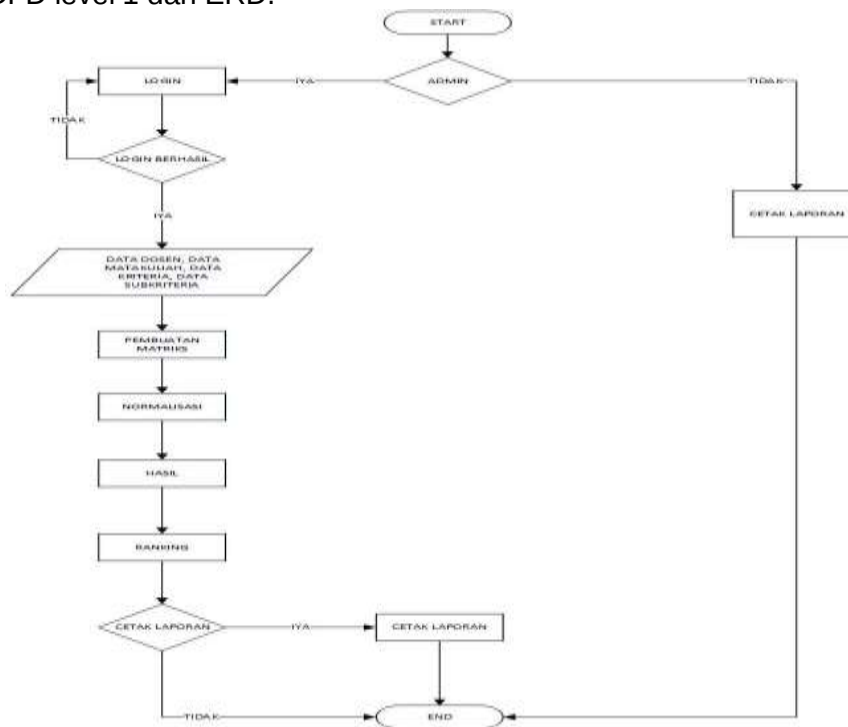 level 1 dan ERD.
START
ADMIN
IYA
TIDAK
LOGIN
TIDAK
LOGIN BERHASIL
IYA
CETAK LAPORAN
DATA DOSEN, DATA
MATAKULIAH, DATA
KRITERIA, DATA
SUBKRITERIA
PEMBUATAN
MATRIKS
NORMALISASI
HASIL
RANKING
CETAK LAPORAN
IYA
CETAK LAPORAN
TIDAK
END